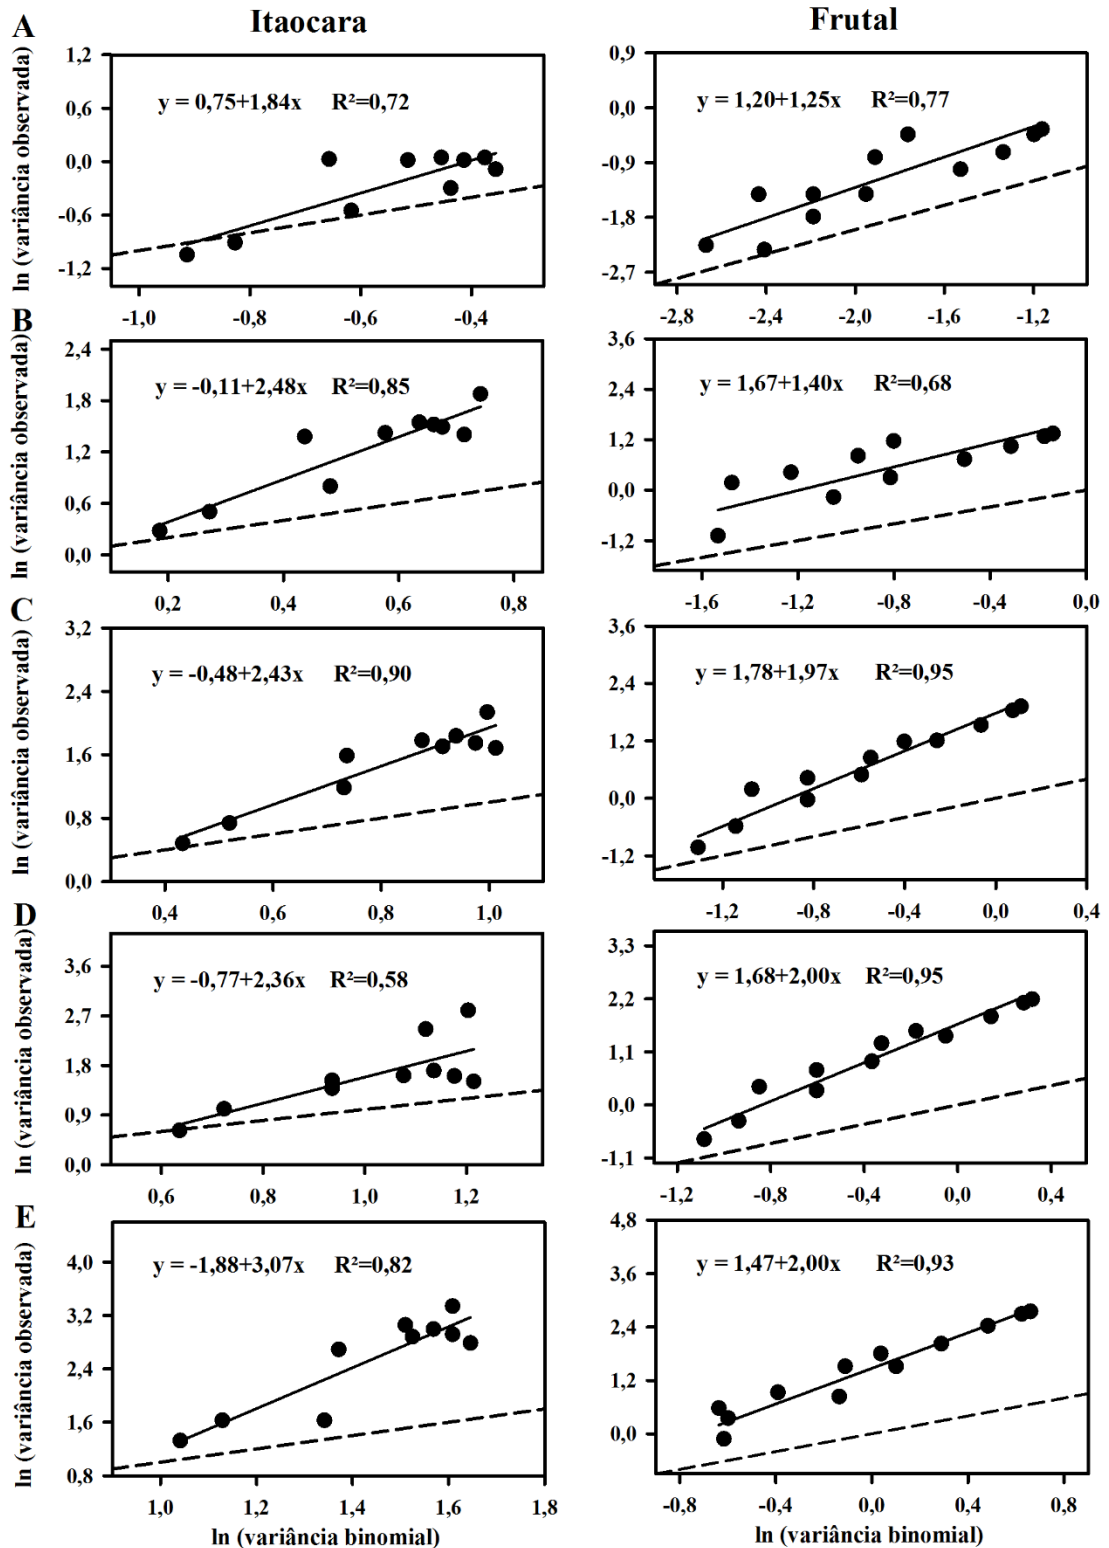 Itaocara
Frutal
A
ln (variância observada)
1,2
0,6
0,0
-0,6
-1,2
y = 0,75+1,84x R²=0,72
-1,0 -0,8 -0,6 -0,4
0,9
0,0
-0,9
-1,8
-2,7
y = 1,20+1,25x R²=0,77
-2,8 -2,4 -2,0 -1,6 -1,2
B
ln (variância observada)
2,4
1,8
1,2
0,6
0,0
y = -0,11+2,48x R²=0,85
0,2 0,4 0,6 0,8
3,6
2,4
1,2
0,0
-1,2
y = 1,67+1,40x R²=0,68
-1,6 -1,2 -0,8 -0,4 0,0
C
ln (variância observada)
3,2
2,4
1,6
0,8
0,0
y = -0,48+2,43x R²=0,90
0,4 0,6 0,8 1,0
3,6
2,4
1,2
0,0
-1,2
y = 1,78+1,97x R²=0,95
-1,2 -0,8 -0,4 0,0 0,4
D
ln (variância observada)
3,6
2,7
1,8
0,9
0,0
y = -0,77+2,36x R²=0,58
0,6 0,8 1,0 1,2
3,3
2,2
1,1
0,0
-1,1
y = 1,68+2,00x R²=0,95
-1,2 -0,8 -0,4 0,0 0,4
E
ln (variância observada)
4,0
3,2
2,4
1,6
0,8
y = -1,88+3,07x R²=0,82
1,0 1,2 1,4 1,6 1,8
ln (variância binomial)
4,8
3,6
2,4
1,2
0,0
y = 1,47+2,00x R²=0,93
-0,8 -0,4 0,0 0,4 0,8
ln (variância binomial)